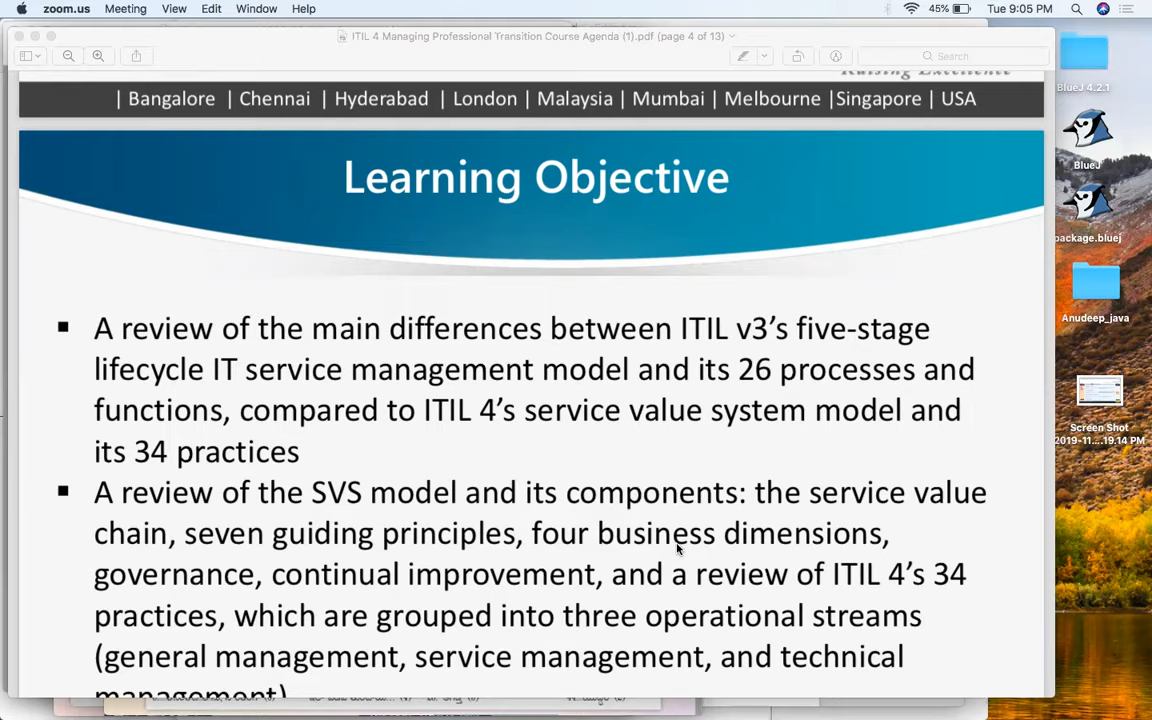 zoom.us Meeting View Edit Window Help 45% Tue 9:05 PM
ITIL 4 Managing Professional Transition Course Agenda (1).pdf (page 4 of 13)
Search
| Bangalore | Chennai | Hyderabad | London | Malaysia | Mumbai | Melbourne |Singapore | USA
Learning Objective
▪ A review of the main differences between ITIL v3’s five-stage
lifecycle IT service management model and its 26 processes and
functions, compared to ITIL 4’s service value system model and
its 34 practices
▪ A review of the SVS model and its components: the service value
chain, seven guiding principles, four business dimensions,
governance, continual improvement, and a review of ITIL 4’s 34
practices, which are grouped into three operational streams
(general management, service management, and technical
management)
BlueJ 4.2.1
BlueJ
package.bluej
Anudeep_java
Screen Shot
2019-11....19.14 PM